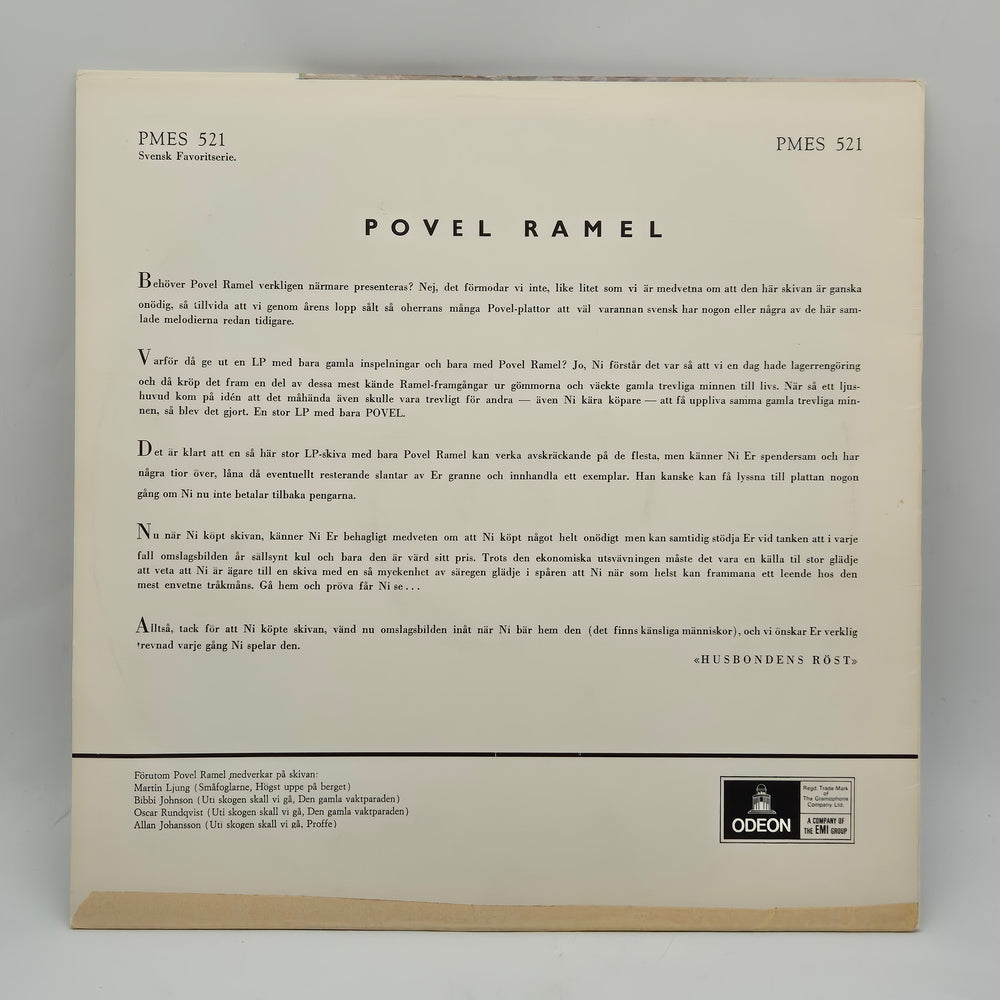 PMES 521
PMES 521
Svensk Favoritserie.
POVEL RAMEL
Behöver Povel Ramel verkligen närmare presenteras? Nej, det förmodar vi inte, like litet som vi är medvetna om att den här skivan är ganska
onödig, så tillvida att vi genom årens lopp sålt så oherrans många Povel-plattor att väl varannan svensk har nogon eller några av de här sam-
lade melodierna redan tidigare.
Varför då ge ut en LP med bara gamla inspelningar och bara med Povel Ramel? Jo, Ni förstår det var så att vi en dag hade lagerrengöring
och då kröp det fram en del av dessa mest kände Ramel-framgångar ur gömmorna och väckte gamla trevliga minnen till livs. När så ett ljus-
huvud kom på idén att det måhända även skulle vara trevligt för andra — även Ni kära köpare — att få uppliva samma gamla trevliga min-
nen, så blev det gjort. En stor LP med bara POVEL.
Det är klart att en så här stor LP-skiva med bara Povel Ramel kan verka avskräckande på de flesta, men känner Ni Er spendersam och har
några tior över, låna då eventuellt resterande slantar av Er granne och innhandla ett exemplar. Han kanske kan få lyssna till plattan nogon
gång om Ni nu inte betalar tilbaka pengarna.
Nu när Ni köpt skivan, känner Ni Er behagligt medveten om att Ni köpt något helt onödigt men kan samtidig stödja Er vid tanken att i varje
fall omslagsbilden år sällsynt kul och bara den är värd sitt pris. Trots den ekonomiska utsvävningen måste det vara en källa til stor glädje
att veta att Ni är ägare till en skiva med en så myckenhet av säregen glädje i spåren att Ni när som helst kan frammana ett leende hos den
mest envetne tråkmåns. Gå hem och pröva får Ni se...
Alltså, tack för att Ni köpte skivan, vänd nu omslagsbilden inåt när Ni bär hem den (det finns känsliga människor), och vi önskar Er verklig
trevnad varje gång Ni spelar den.
«HUSBONDENS RÖST»
Förutom Povel Ramel medverkar på skivan:
Martin Ljung (Småfoglarne, Högst uppe på berget)
Bibbi Johnson (Uti skogen skall vi gå, Den gamla vaktparaden)
Oscar Rundqvist (Uti skogen skall vi gå, Den gamla vaktparaden)
Allan Johansson (Uti skogen skall vi gå, Proffe)
ODEON
Regd. Trade Mark
of
The Gramophone
Company Ltd.
A COMPANY OF
THE EMI GROUP